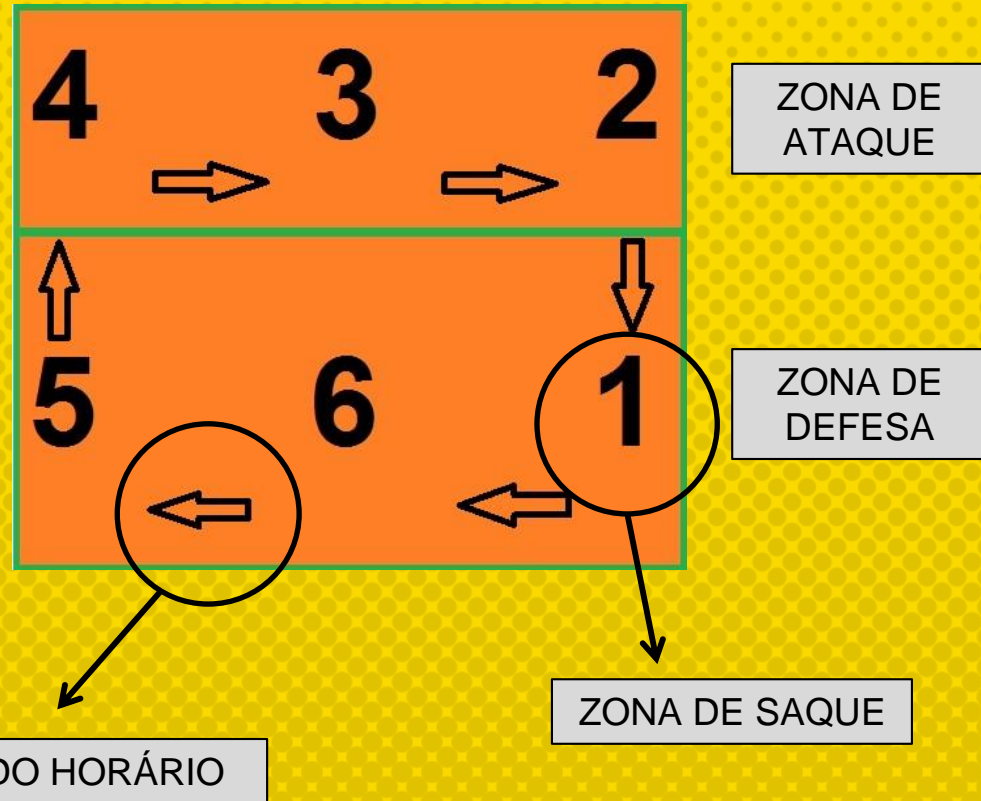 4 3 2
ZONA DE
ATAQUE
5 6 1
ZONA DE
DEFESA
ZONA DE SAQUE
DO HORÁRIO